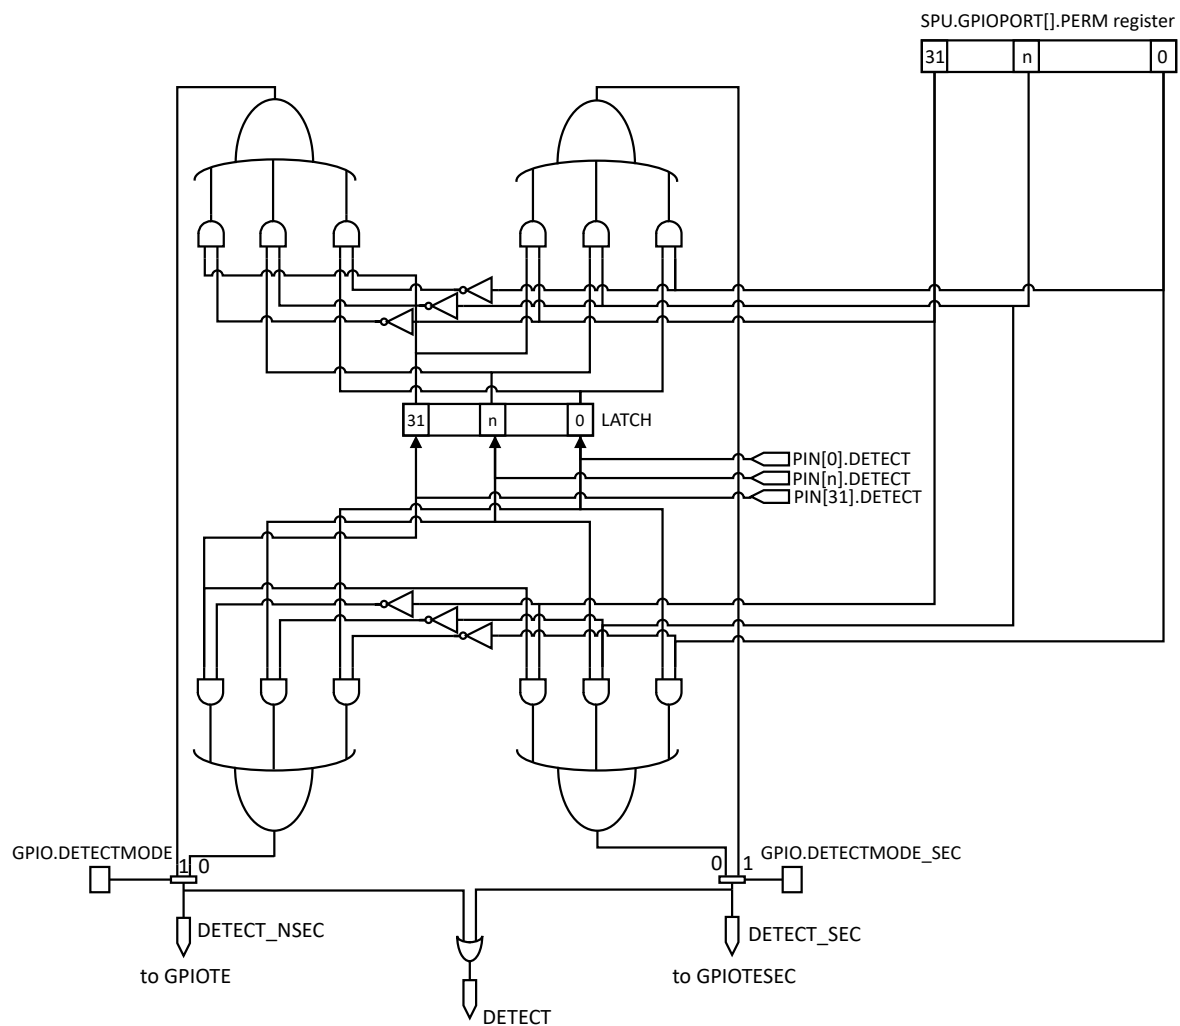 SPU.GPIOPORT[].PERM register
31 n 0
31 n 0 LATCH
PIN[0].DETECT
PIN[n].DETECT
PIN[31].DETECT
GPIO.DETECTMODE 1 0
0 1 GPIO.DETECTMODE_SEC
DETECT_NSEC
DETECT_SEC
to GPIOTE
to GPIOTESEC
DETECT